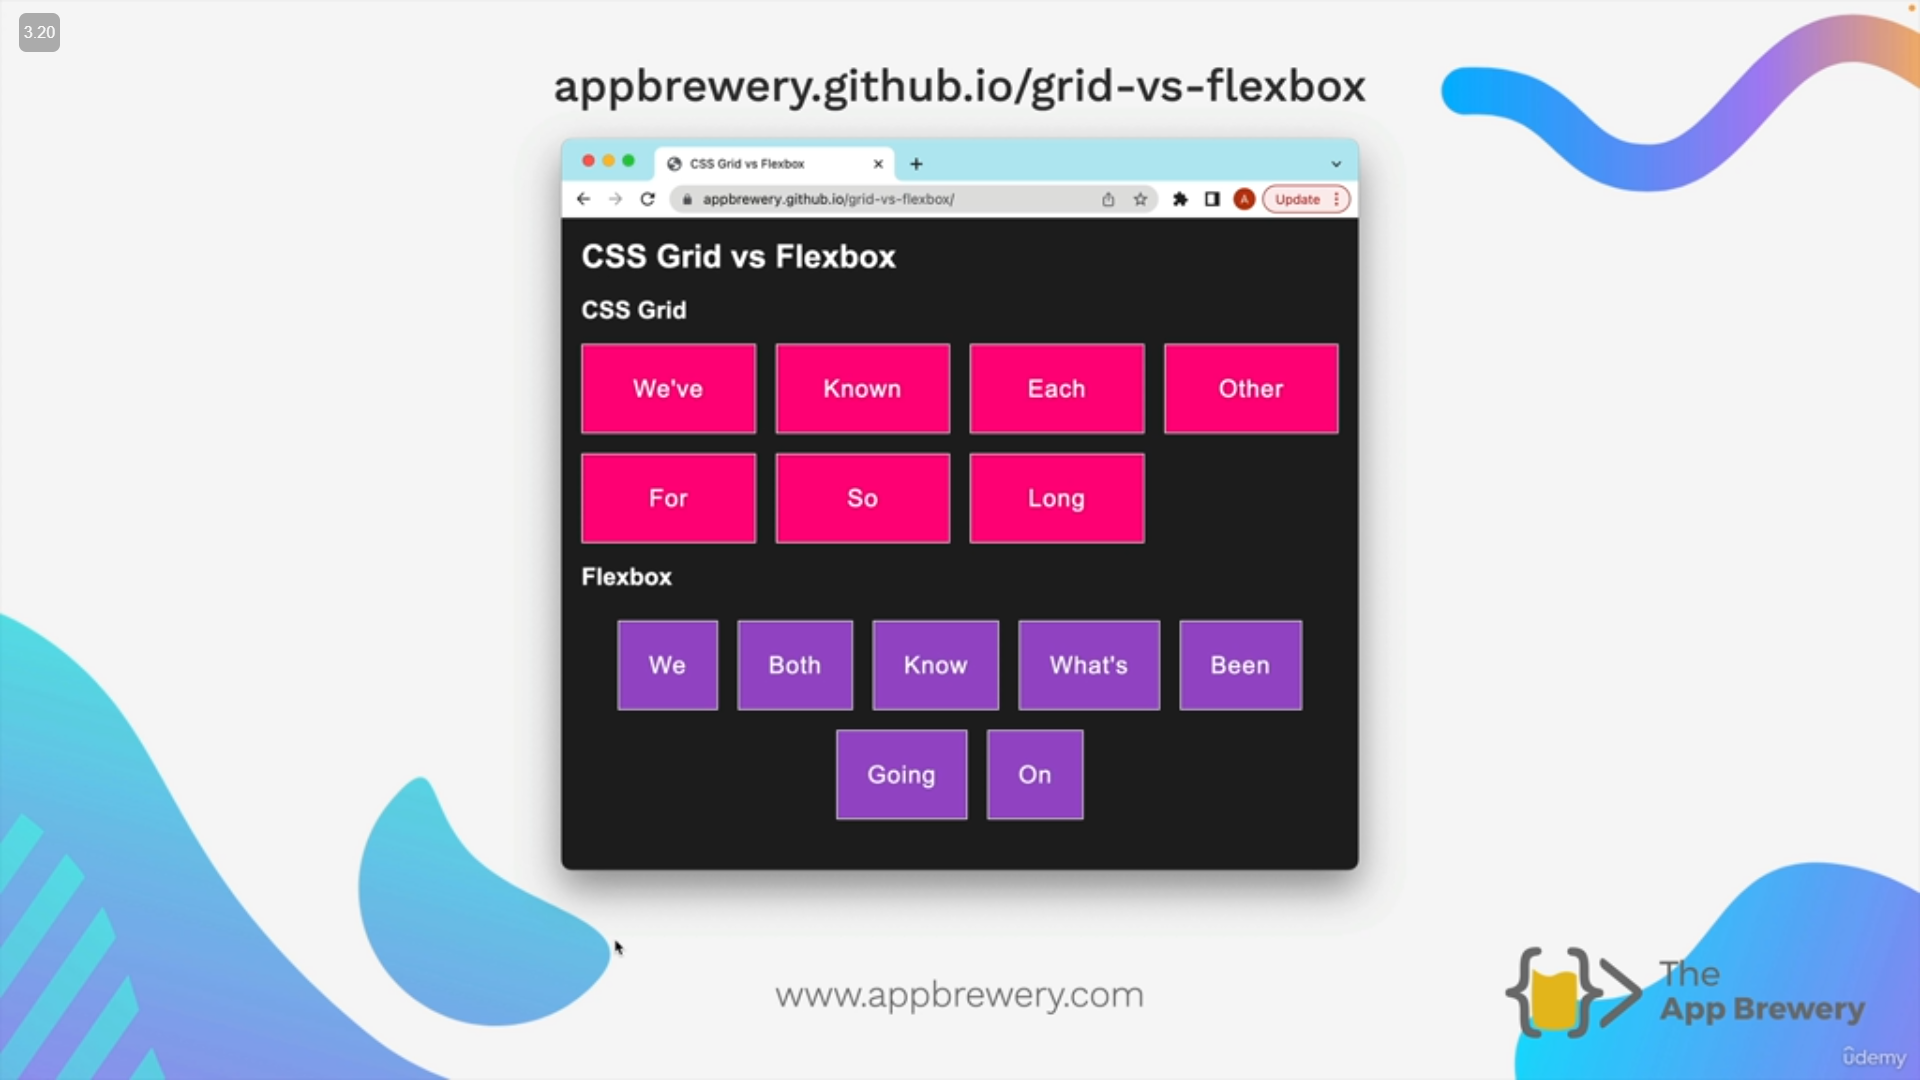 3.20
appbrewery.github.io/grid-vs-flexbox
CSS Grid vs Flexbox
appbrewery.github.io/grid-vs-flexbox/
A
Update
CSS Grid vs Flexbox
CSS Grid
We've Known Each Other
For So Long
Flexbox
We Both Know What's Been
Going On
www.appbrewery.com
The
App Brewery
ûdemy